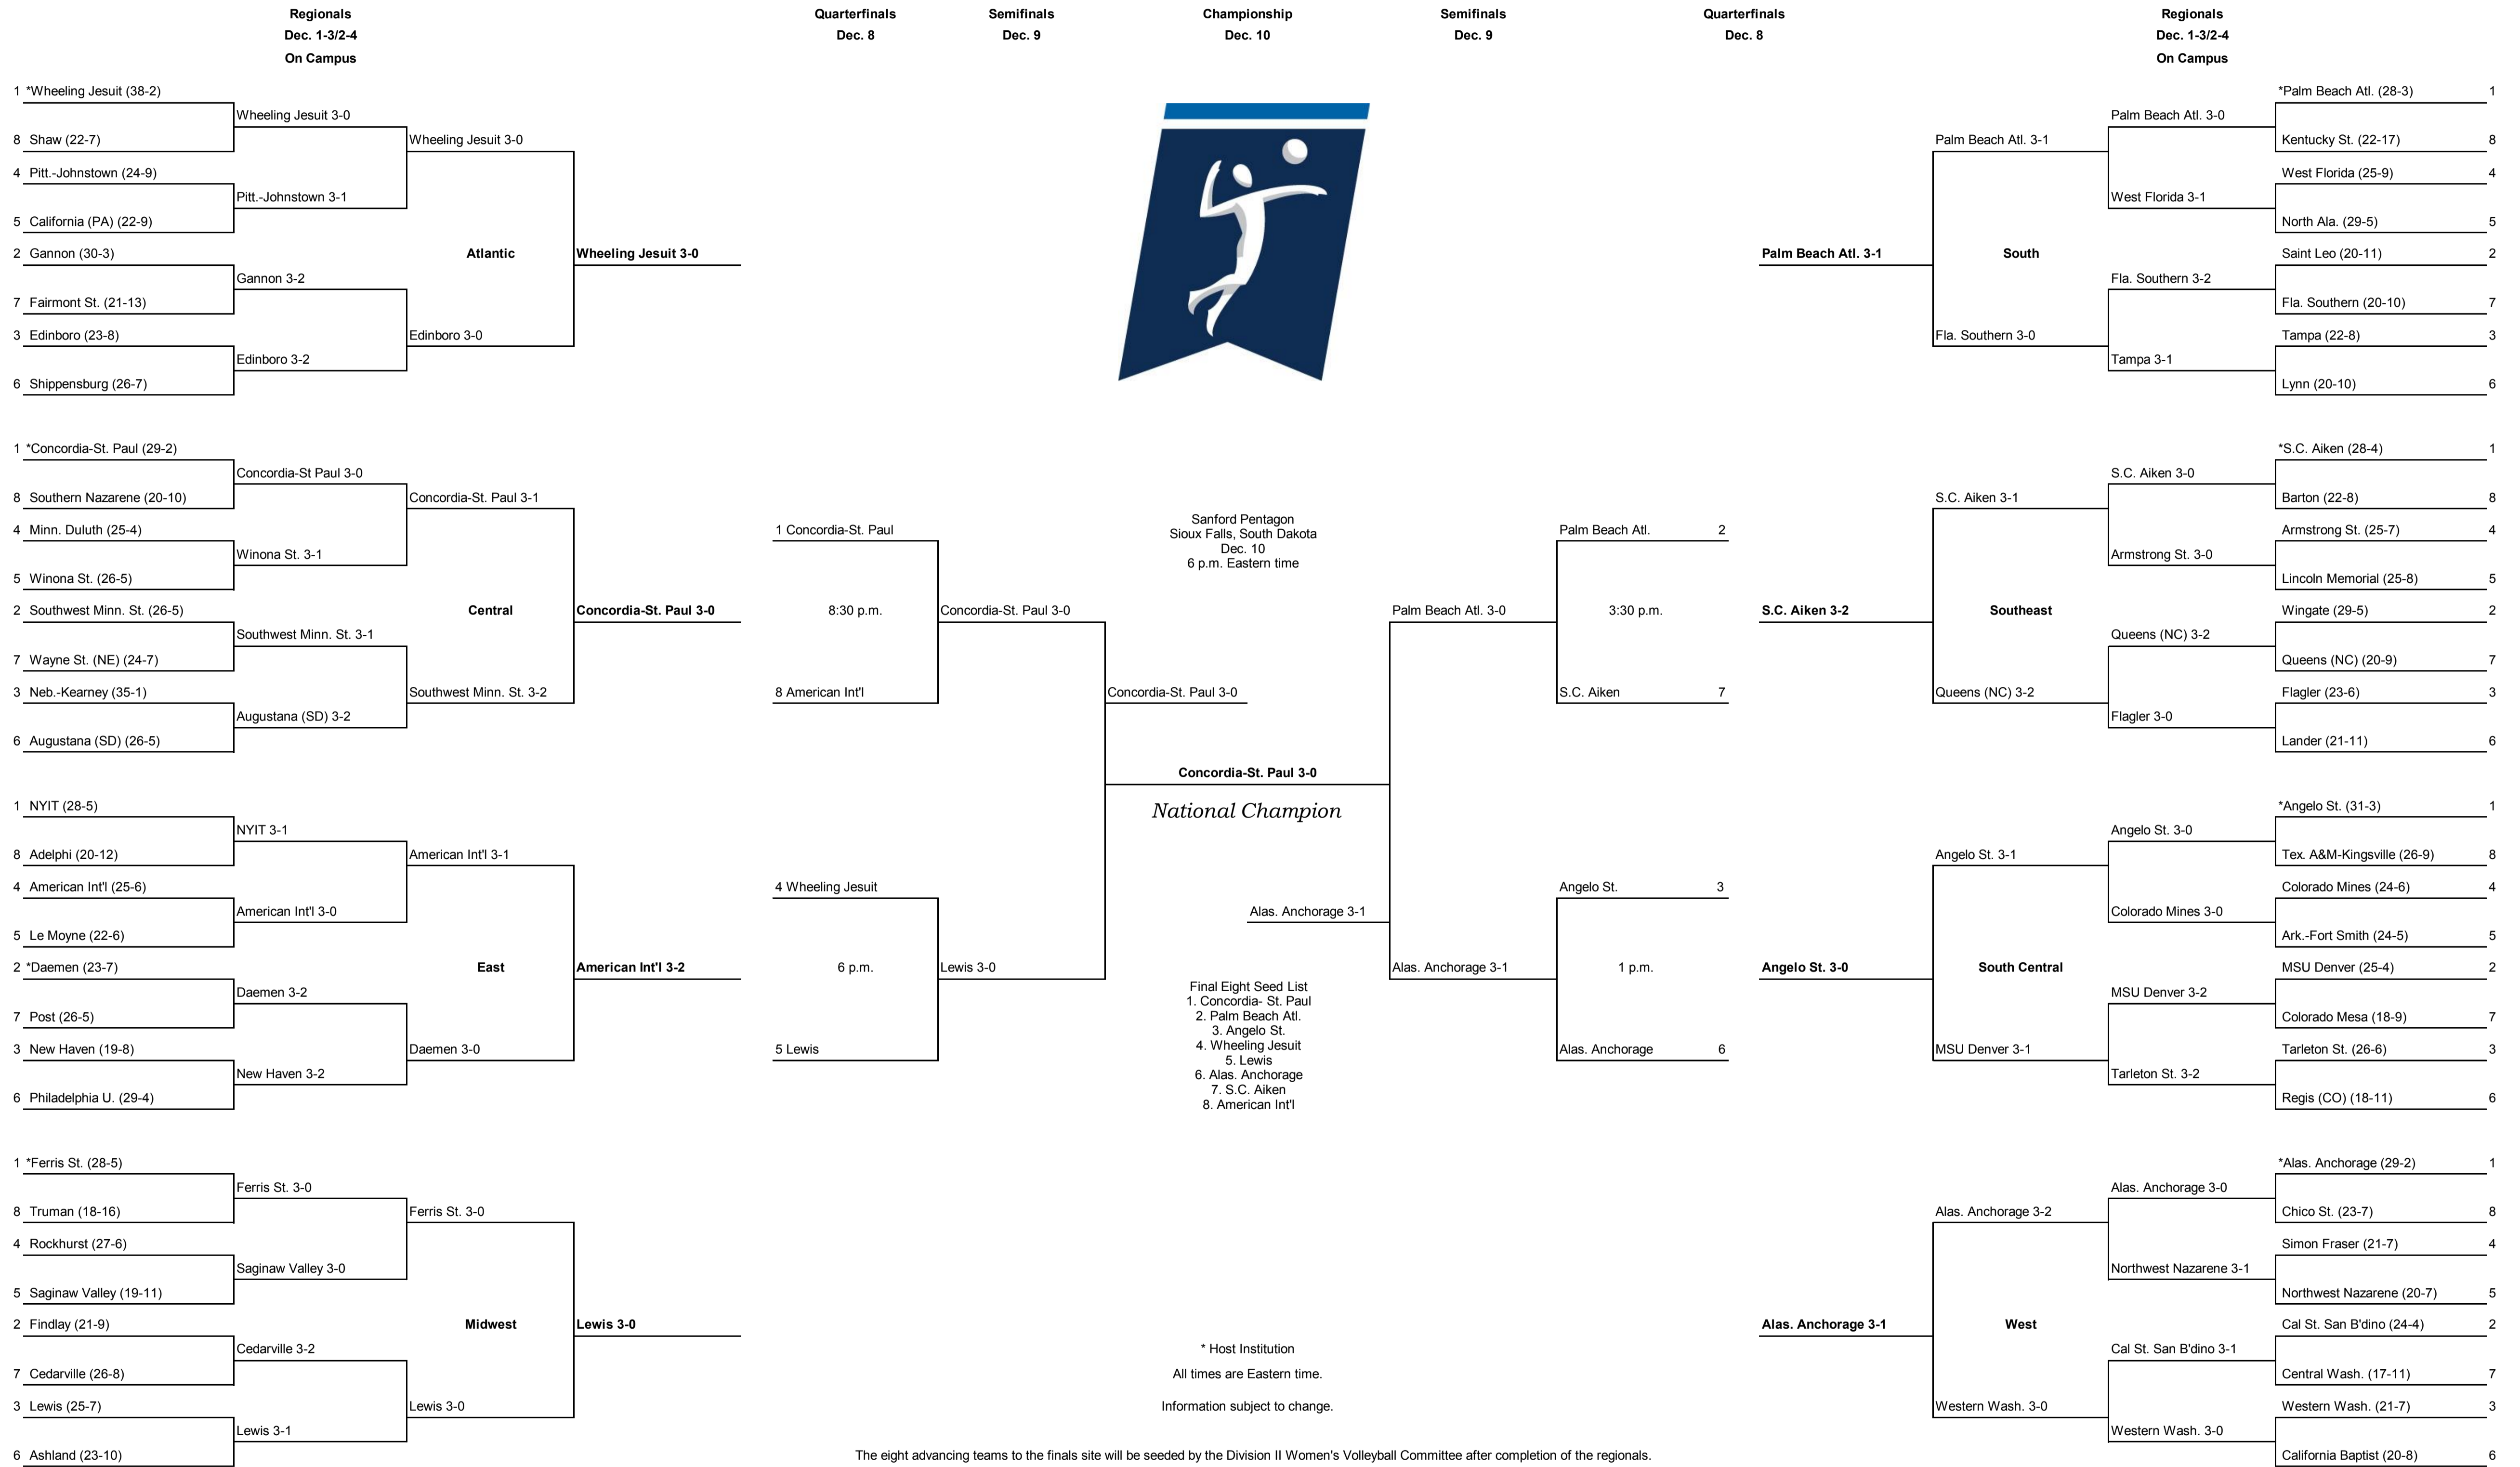 Regionals
Dec. 1-3/2-4
On Campus
Quarterfinals
Dec. 8
Semifinals
Dec. 9
Championship
Dec. 10
Semifinals
Dec. 9
Quarterfinals
Dec. 8
Regionals
Dec. 1-3/2-4
On Campus
1 *Wheeling Jesuit (38-2)
Wheeling Jesuit 3-0
8 Shaw (22-7)
Wheeling Jesuit 3-0
4 Pitt.-Johnstown (24-9)
Pitt.-Johnstown 3-1
5 California (PA) (22-9)
2 Gannon (30-3)
Atlantic
Wheeling Jesuit 3-0
Gannon 3-2
7 Fairmont St. (21-13)
3 Edinboro (23-8)
Edinboro 3-0
Edinboro 3-2
6 Shippensburg (26-7)
1 *Concordia-St. Paul (29-2)
Concordia-St Paul 3-0
8 Southern Nazarene (20-10)
Concordia-St. Paul 3-1
4 Minn. Duluth (25-4)
Winona St. 3-1
5 Winona St. (26-5)
2 Southwest Minn. St. (26-5)
Central
Concordia-St. Paul 3-0
Southwest Minn. St. 3-1
7 Wayne St. (NE) (24-7)
3 Neb.-Kearney (35-1)
Southwest Minn. St. 3-2
Augustana (SD) 3-2
6 Augustana (SD) (26-5)
1 NYIT (28-5)
NYIT 3-1
8 Adelphi (20-12)
American Int'l 3-1
4 American Int'l (25-6)
American Int'l 3-0
5 Le Moyne (22-6)
2 *Daemen (23-7)
East
American Int'l 3-2
Daemen 3-2
7 Post (26-5)
3 New Haven (19-8)
Daemen 3-0
New Haven 3-2
6 Philadelphia U. (29-4)
1 *Ferris St. (28-5)
Ferris St. 3-0
8 Truman (18-16)
Ferris St. 3-0
4 Rockhurst (27-6)
Saginaw Valley 3-0
5 Saginaw Valley (19-11)
2 Findlay (21-9)
Midwest
Lewis 3-0
Cedarville 3-2
7 Cedarville (26-8)
3 Lewis (25-7)
Lewis 3-0
Lewis 3-1
6 Ashland (23-10)
1 Concordia-St. Paul
8:30 p.m.
Concordia-St. Paul 3-0
8 American Int'l
4 Wheeling Jesuit
6 p.m.
Lewis 3-0
5 Lewis
Sanford Pentagon
Sioux Falls, South Dakota
Dec. 10
6 p.m. Eastern time
Concordia-St. Paul 3-0
Concordia-St. Paul 3-0
National Champion
Alas. Anchorage 3-1
Final Eight Seed List
1. Concordia- St. Paul
2. Palm Beach Atl.
3. Angelo St.
4. Wheeling Jesuit
5. Lewis
6. Alas. Anchorage
7. S.C. Aiken
8. American Int'l
* Host Institution
All times are Eastern time.
Information subject to change.
The eight advancing teams to the finals site will be seeded by the Division II Women's Volleyball Committee after completion of the regionals.
Palm Beach Atl. 2
Palm Beach Atl. 3-0
3:30 p.m.
S.C. Aiken 7
Angelo St. 3
Alas. Anchorage 3-1
1 p.m.
Alas. Anchorage 6
*Palm Beach Atl. (28-3) 1
Palm Beach Atl. 3-0
Palm Beach Atl. 3-1
Kentucky St. (22-17) 8
West Florida (25-9) 4
West Florida 3-1
North Ala. (29-5) 5
Palm Beach Atl. 3-1
South
Saint Leo (20-11) 2
Fla. Southern 3-2
Fla. Southern (20-10) 7
Fla. Southern 3-0
Tampa (22-8) 3
Tampa 3-1
Lynn (20-10) 6
*S.C. Aiken (28-4) 1
S.C. Aiken 3-0
S.C. Aiken 3-1
Barton (22-8) 8
Armstrong St. (25-7) 4
Armstrong St. 3-0
Lincoln Memorial (25-8) 5
S.C. Aiken 3-2
Southeast
Wingate (29-5) 2
Queens (NC) 3-2
Queens (NC) (20-9) 7
Queens (NC) 3-2
Flagler (23-6) 3
Flagler 3-0
Lander (21-11) 6
*Angelo St. (31-3) 1
Angelo St. 3-0
Angelo St. 3-1
Tex. A&M-Kingsville (26-9) 8
Colorado Mines (24-6) 4
Colorado Mines 3-0
Ark.-Fort Smith (24-5) 5
Angelo St. 3-0
South Central
MSU Denver (25-4) 2
MSU Denver 3-2
Colorado Mesa (18-9) 7
MSU Denver 3-1
Tarleton St. (26-6) 3
Tarleton St. 3-2
Regis (CO) (18-11) 6
*Alas. Anchorage (29-2) 1
Alas. Anchorage 3-0
Alas. Anchorage 3-2
Chico St. (23-7) 8
Simon Fraser (21-7) 4
Northwest Nazarene 3-1
Northwest Nazarene (20-7) 5
Alas. Anchorage 3-1
West
Cal St. San B'dino (24-4) 2
Cal St. San B'dino 3-1
Central Wash. (17-11) 7
Western Wash. 3-0
Western Wash. (21-7) 3
Western Wash. 3-0
California Baptist (20-8) 6